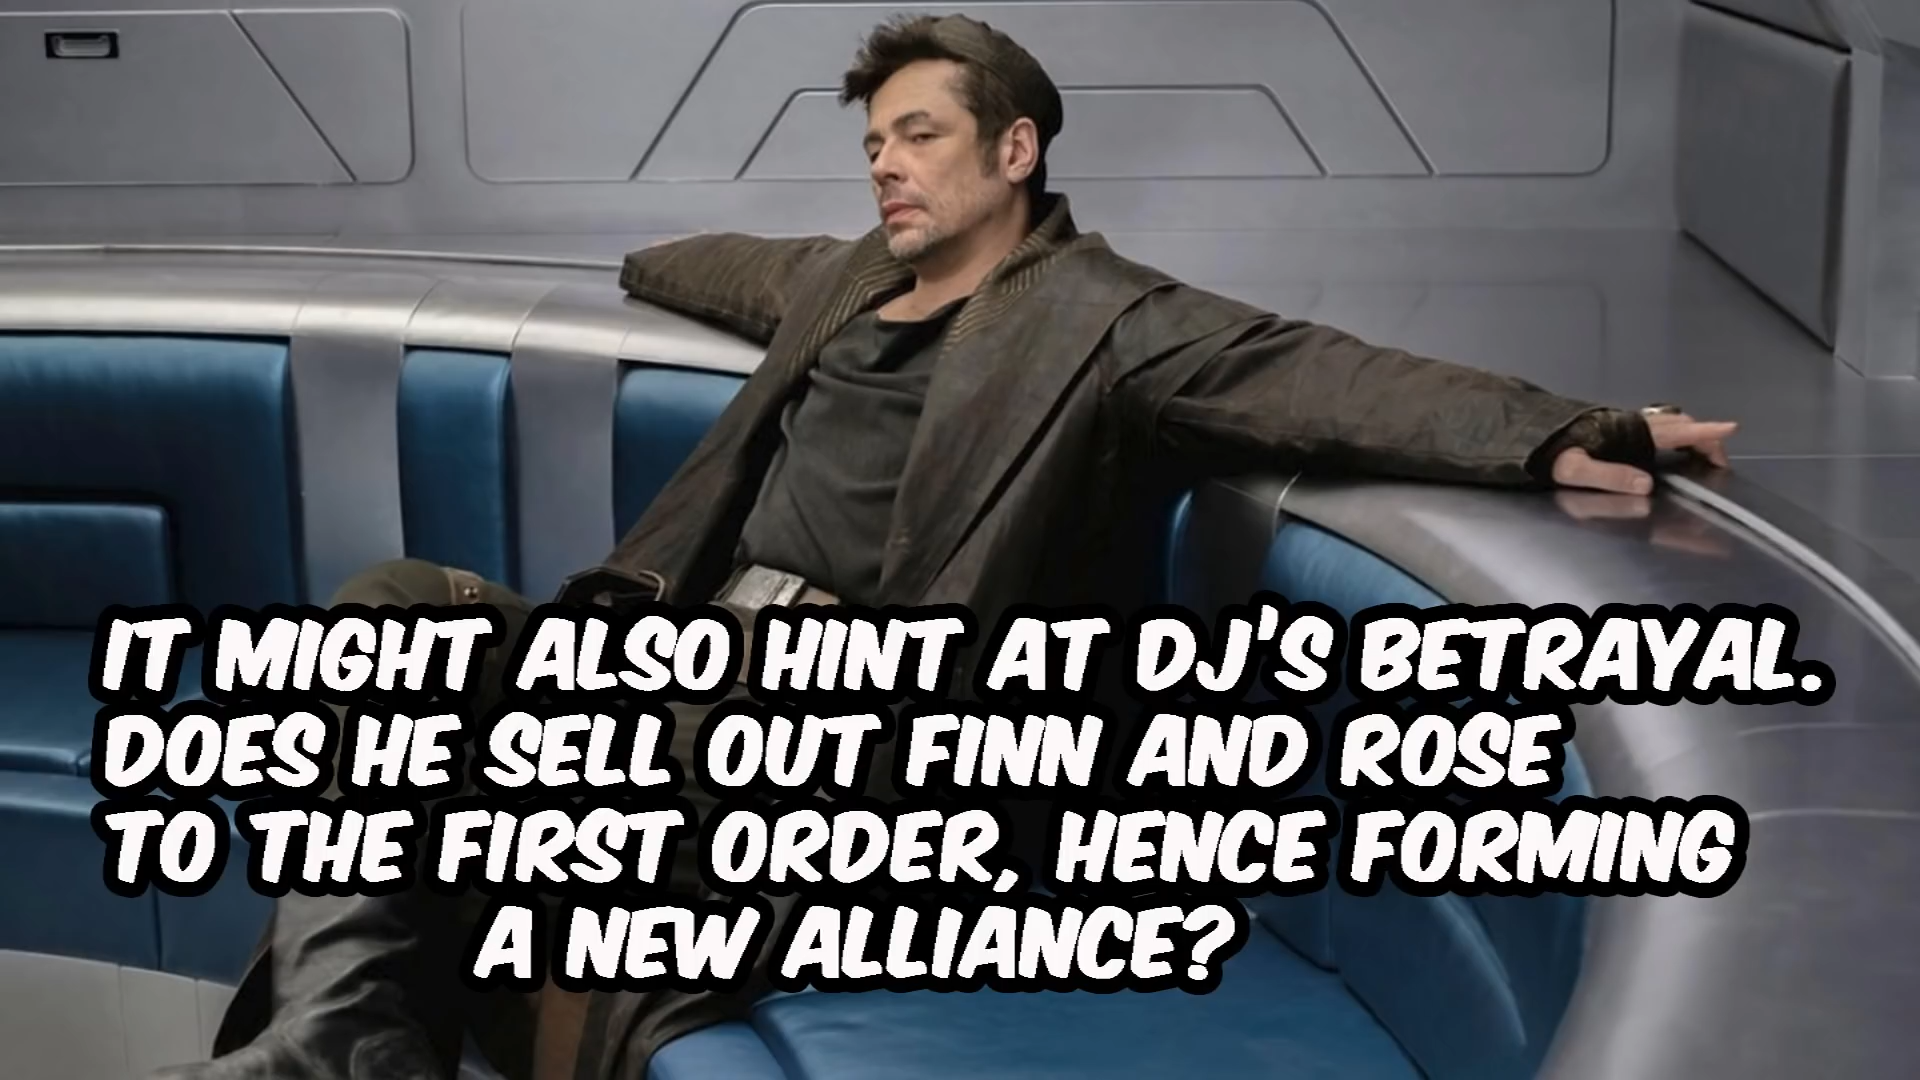 IT MIGHT ALSO HINT AT DJ'S BETRAYAL.
DOES HE SELL OUT FINN AND ROSE
TO THE FIRST ORDER, HENCE FORMING
A NEW ALLIANCE?